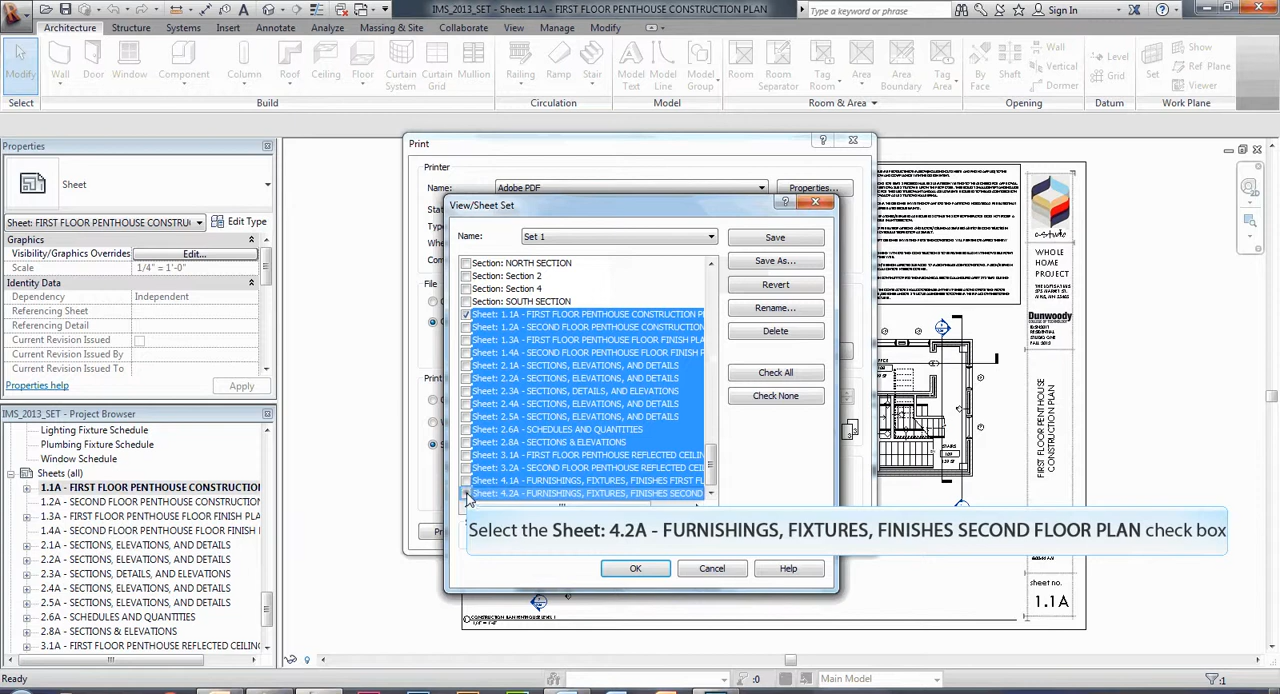 IMS_2013_SET - Sheet: 1.1A - FIRST FLOOR PENTHOUSE CONSTRUCTION PLAN
Type a keyword or phrase
Sign In
Architecture Structure Systems Insert Annotate Analyze Massing & Site Collaborate View Manage Modify
Modify Wall Door Window Component Column Roof Ceiling Floor Curtain System Curtain Grid Mullion Railing Ramp Stair Model Text Model Line Model Group Room Room Separator Tag Room Area Area Boundary Tag Area By Face Shaft Wall Vertical Dormer Level Grid Set Show Ref Plane Viewer
Select Build Circulation Model Room & Area Opening Datum Work Plane
Properties
Sheet
Sheet: FIRST FLOOR PENTHOUSE CONSTRU
Edit Type
Graphics
Visibility/Graphics Overrides Edit...
Scale 1/4" = 1'-0"
Identity Data
Dependency Independent
Referencing Sheet
Referencing Detail
Current Revision Issued
Current Revision Issued By
Current Revision Issued To
Properties help
Apply
IMS_2013_SET - Project Browser
Lighting Fixture Schedule
Plumbing Fixture Schedule
Window Schedule
Sheets (all)
1.1A - FIRST FLOOR PENTHOUSE CONSTRUCTIO
1.2A - SECOND FLOOR PENTHOUSE CONSTRUCT
1.3A - FIRST FLOOR PENTHOUSE FLOOR FINISH
1.4A - SECOND FLOOR PENTHOUSE FLOOR FINIS
2.1A - SECTIONS, ELEVATIONS, AND DETAILS
2.2A - SECTIONS, ELEVATIONS, AND DETAILS
2.3A - SECTIONS, DETAILS, AND ELEVATIONS
2.4A - SECTIONS, ELEVATIONS, AND DETAILS
2.5A - SECTIONS, ELEVATIONS, AND DETAILS
2.6A - SCHEDULES AND QUANTITIES
2.8A - SECTIONS & ELEVATIONS
3.1A - FIRST FLOOR PENTHOUSE REFLECTED CEILING
Ready
:0
Main Model
:1
Print
Printer
Name: Adobe PDF
Properties...
File
View/Sheet Set
Name: Set 1
Save
Save As...
Revert
Rename...
Delete
Check All
Check None
Section: NORTH SECTION
Section: Section 2
Section: Section 4
Section: SOUTH SECTION
Sheet: 1.1A - FIRST FLOOR PENTHOUSE CONSTRUCTION P
Sheet: 1.2A - SECOND FLOOR PENTHOUSE CONSTRUCTION
Sheet: 1.3A - FIRST FLOOR PENTHOUSE FLOOR FINISH PLA
Sheet: 1.4A - SECOND FLOOR PENTHOUSE FLOOR FINISH P
Sheet: 2.1A - SECTIONS, ELEVATIONS, AND DETAILS
Sheet: 2.2A - SECTIONS, ELEVATIONS, AND DETAILS
Sheet: 2.3A - SECTIONS, DETAILS, AND ELEVATIONS
Sheet: 2.4A - SECTIONS, ELEVATIONS, AND DETAILS
Sheet: 2.5A - SECTIONS, ELEVATIONS, AND DETAILS
Sheet: 2.6A - SCHEDULES AND QUANTITIES
Sheet: 2.8A - SECTIONS & ELEVATIONS
Sheet: 3.1A - FIRST FLOOR PENTHOUSE REFLECTED CEILIN
Sheet: 3.2A - SECOND FLOOR PENTHOUSE REFLECTED CEI
Sheet: 4.1A - FURNISHINGS, FIXTURES, FINISHES FIRST FL
Sheet: 4.2A - FURNISHINGS, FIXTURES, FINISHES SECOND
Select the Sheet: 4.2A - FURNISHINGS, FIXTURES, FINISHES SECOND FLOOR PLAN check box
OK Cancel Help
WHOLE
HOME
PROJECT
Dunwoody
FIRST FLOOR PENTHOUSE
CONSTRUCTION PLAN
sheet no.
1.1A